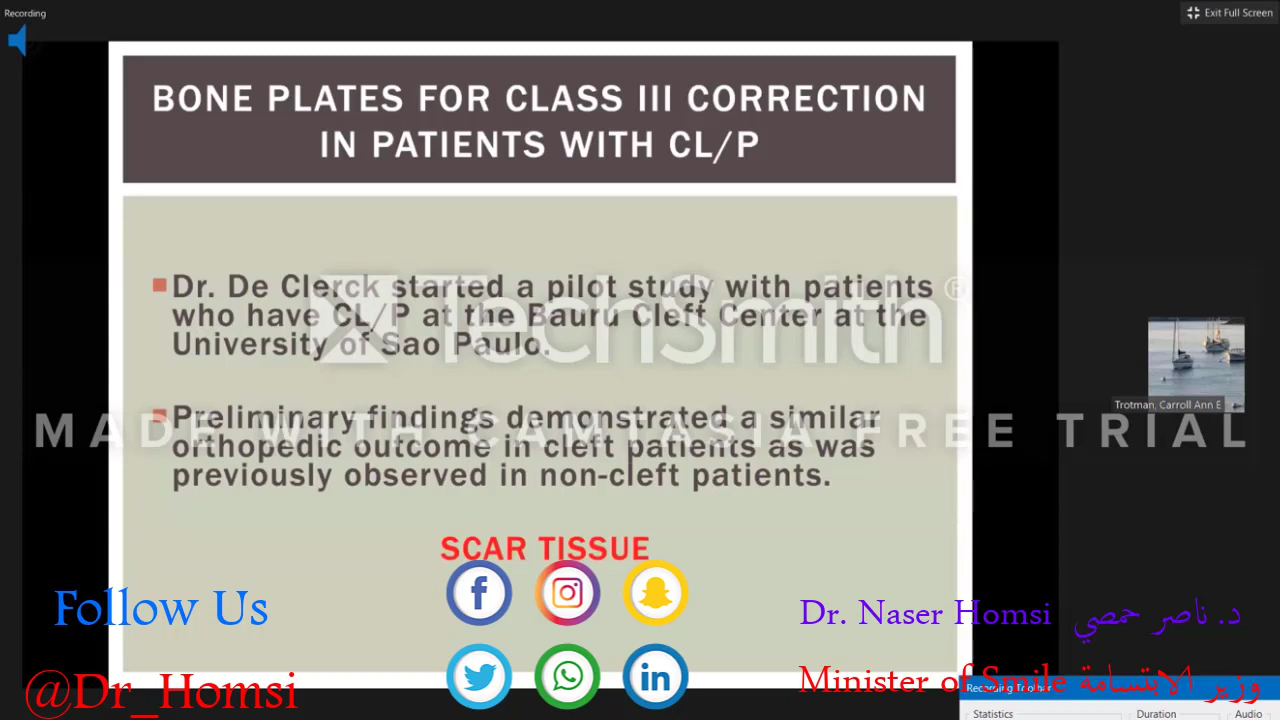 Recording
Exit Full Screen
BONE PLATES FOR CLASS III CORRECTION
IN PATIENTS WITH CL/P
Dr. De Clerck started a pilot study with patients
who have CL/P at the Bauru Cleft Center at the
University of Sao Paulo.
TechSmith®
Preliminary findings demonstrated a similar
orthopedic outcome in cleft patients as was
previously observed in non-cleft patients.
MADE WITH CAMTASIA FREE TRIAL
Trotman, Carroll Ann E
SCAR TISSUE
Follow Us
@Dr_Homsi
Dr. Naser Homsi د. ناصر حمصي
Minister of Smile وزير الابتسامة
Recording Toolbar
Statistics
Duration
Audio